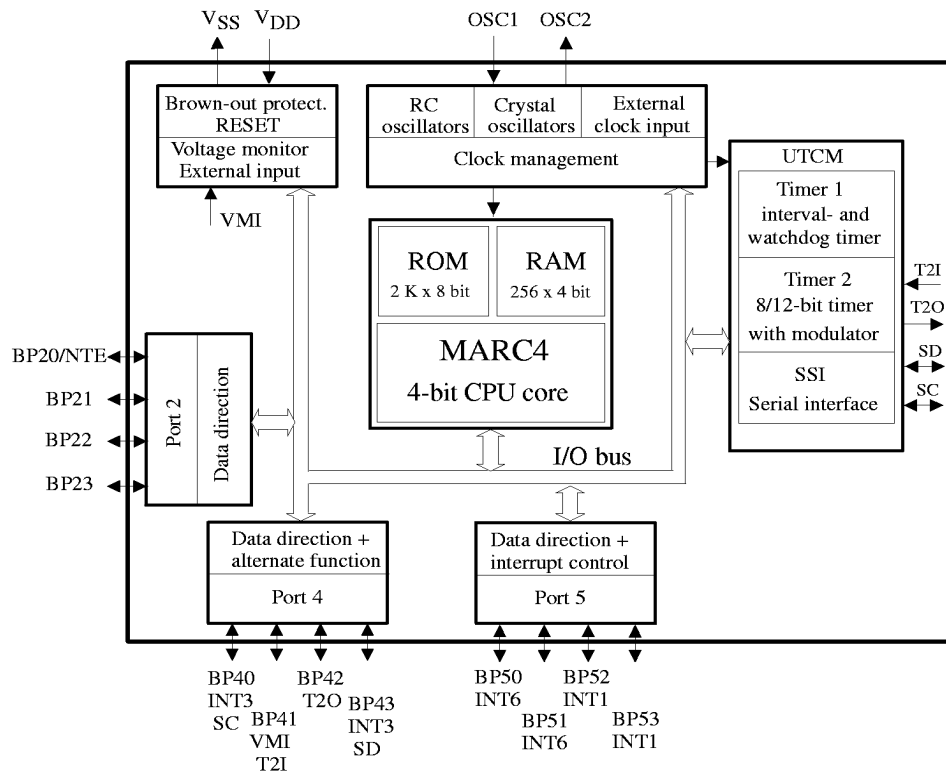 VSS
VDD
OSC1
OSC2
Brown-out protect.
RESET
Voltage monitor
External input
VMI
RC
oscillators
Crystal
oscillators
External
clock input
Clock management
UTCM
Timer 1
interval- and
watchdog timer
Timer 2
8/12-bit timer
with modulator
SSI
Serial interface
T2I
T2O
SD
SC
ROM
2 K x 8 bit
RAM
256 x 4 bit
MARC4
4-bit CPU core
I/O bus
BP20/NTE
BP21
BP22
BP23
Port 2
Data direction
Data direction +
alternate function
Port 4
Data direction +
interrupt control
Port 5
BP40
INT3
SC
BP41
VMI
T2I
BP42
T2O
BP43
INT3
SD
BP50
INT6
BP51
INT6
BP52
INT1
BP53
INT1